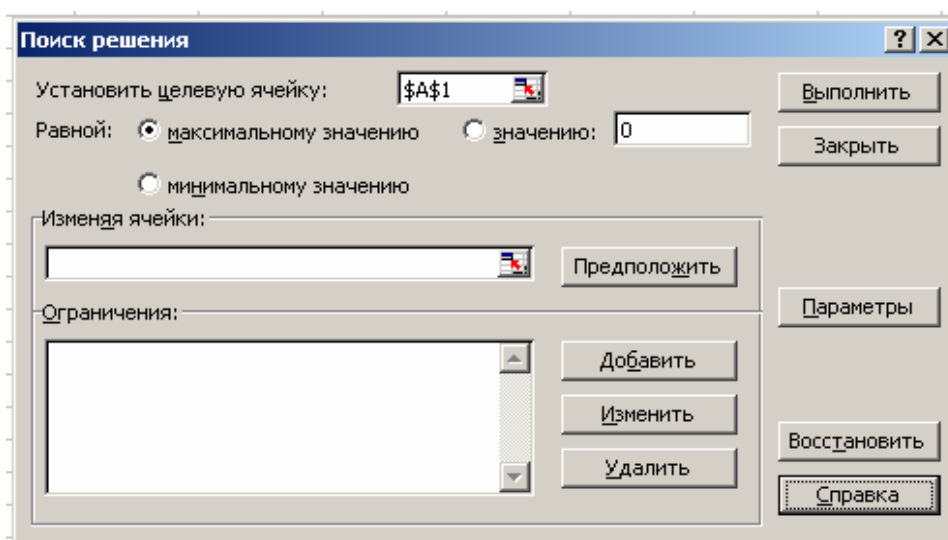 Поиск решения
Установить целевую ячейку: $A$1
Выполнить
Равной: максимальному значению значению: 0
Закрыть
минимальному значению
Изменяя ячейки:
Предположить
Параметры
Ограничения:
Добавить
Изменить
Удалить
Восстановить
Справка